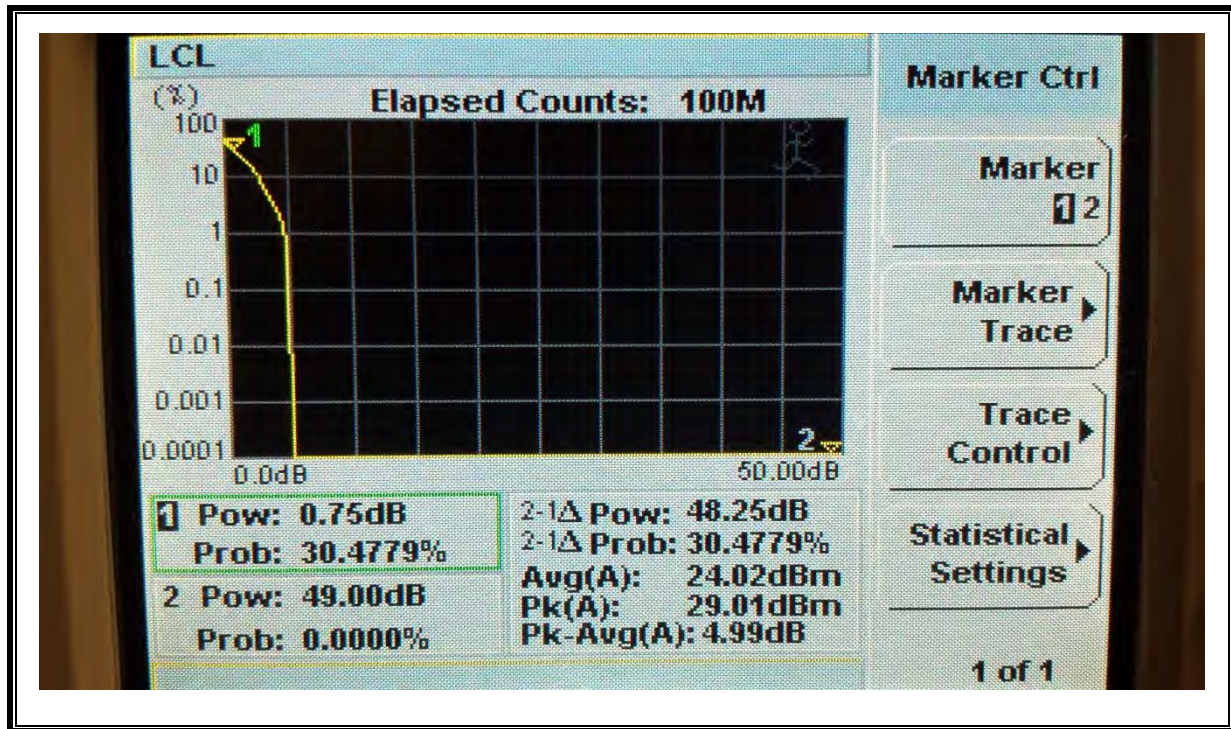 LCL
Marker Ctrl
(%)
Elapsed Counts: 100M
100
1
10
1
0.1
0.01
0.001
0.0001
2
0.0dB
50.00dB
1 Pow: 0.75dB
Prob: 30.4779%
2 Pow: 49.00dB
Prob: 0.0000%
2-1Δ Pow: 48.25dB
2-1Δ Prob: 30.4779%
Avg(A): 24.02dBm
Pk(A): 29.01dBm
Pk-Avg(A): 4.99dB
Marker
1 2
Marker
Trace
Trace
Control
Statistical
Settings
1 of 1